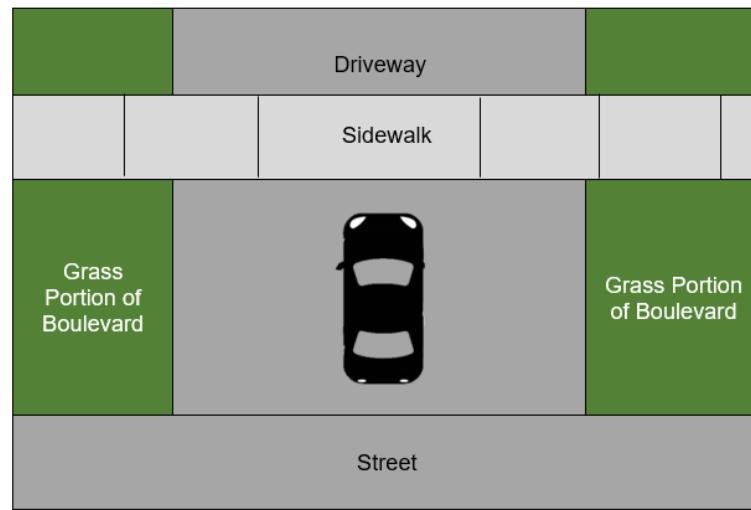 Driveway
Sidewalk
Grass
Portion of
Boulevard
Grass Portion
of Boulevard
Street